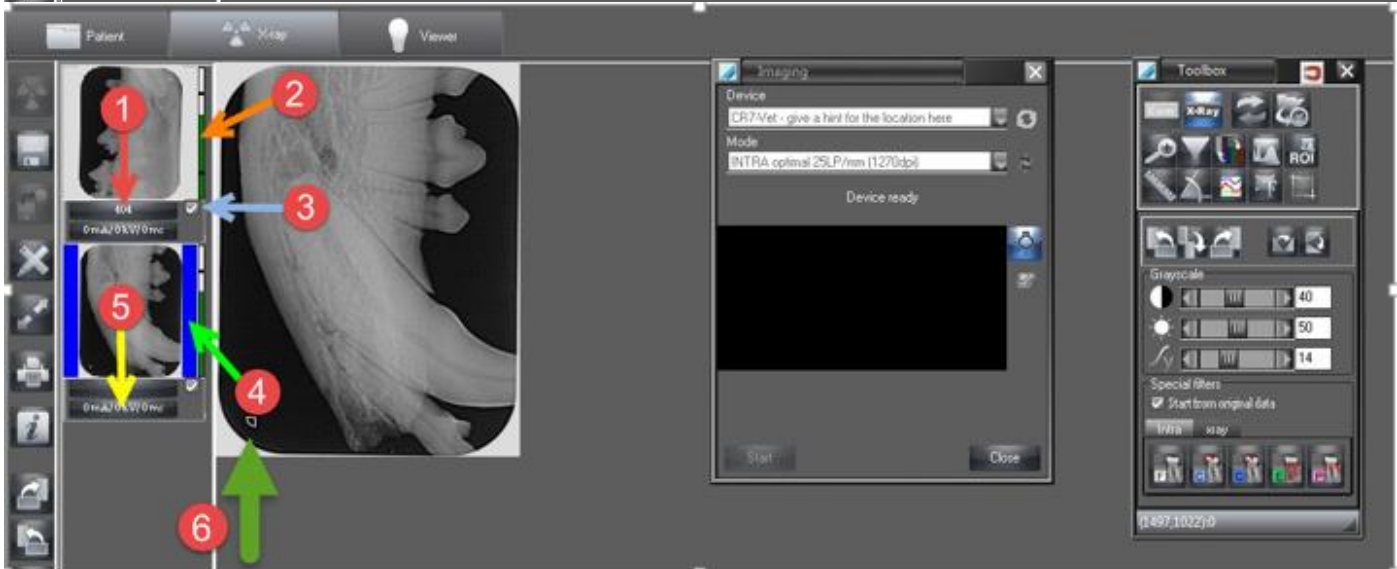 Patient
X-ray
Viewer
1
2
3
404
0 mA/ 0 kV/ 0 ms
4
5
0 mA/ 0 kV/ 0 ms
6
Imaging
Device
CR7-Vet - give a hint for the location here
Mode
INTRA optimal 25LP/mm (1270dpi)
Device ready
Start
Close
Toolbox
X-Ray
ROI
Grayscale
40
50
14
Special filters
Start from original data
Intra xray
(1497,1022):0